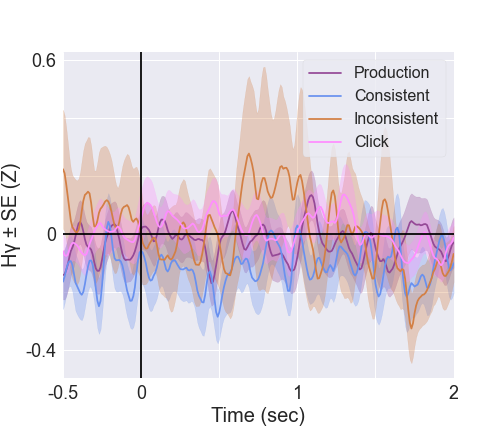 Production
Consistent
Inconsistent
Click
0.6
0
-0.4
Hγ ± SE (Z)
-0.5 0 1 2
Time (sec)